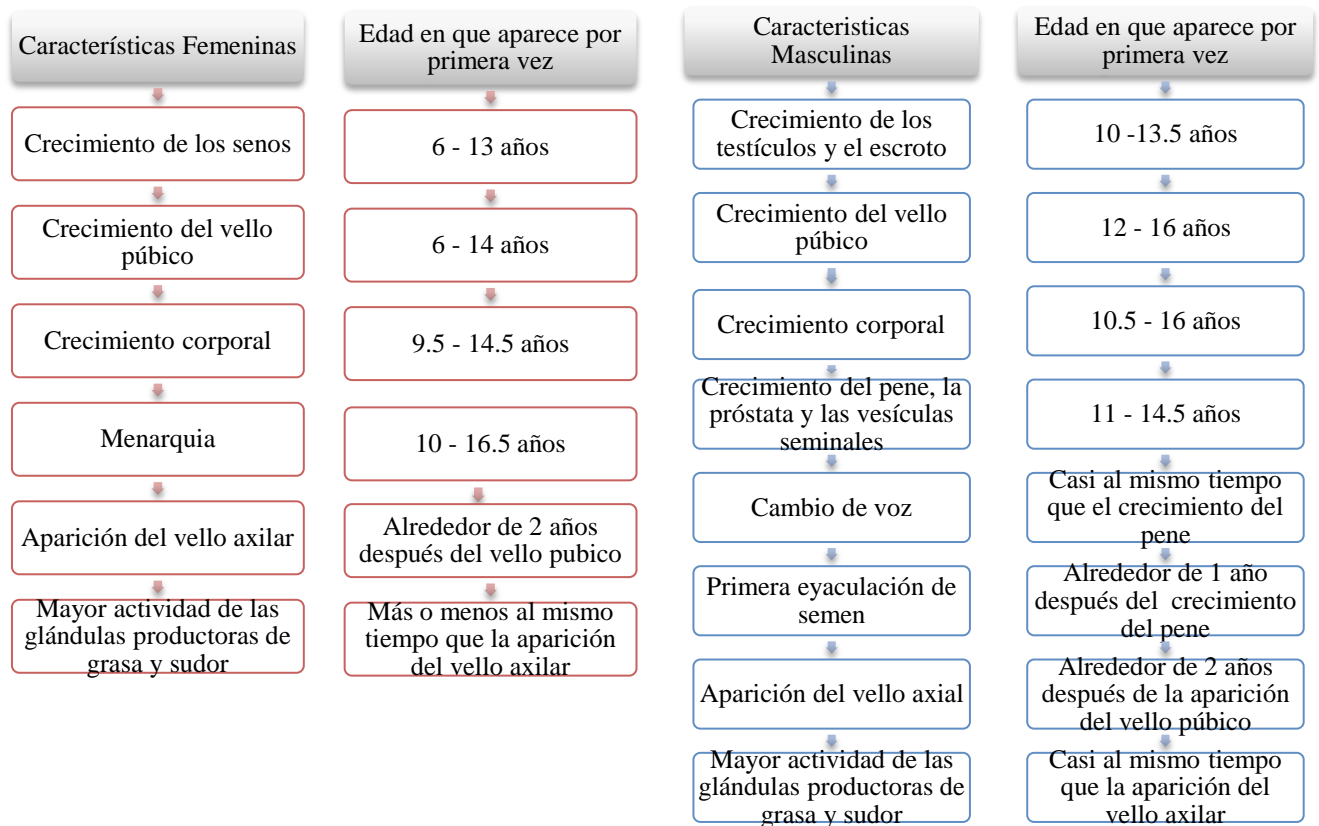 Características Femeninas
Crecimiento de los senos
Crecimiento del vello
púbico
Crecimiento corporal
Menarquia
Aparición del vello axilar
Mayor actividad de las
glándulas productoras de
grasa y sudor
Edad en que aparece por
primera vez
6 - 13 años
6 - 14 años
9.5 - 14.5 años
10 - 16.5 años
Alrededor de 2 años
después del vello pubico
Más o menos al mismo
tiempo que la aparición
del vello axilar
Caracteristicas
Masculinas
Crecimiento de los
testículos y el escroto
Crecimiento del vello
púbico
Crecimiento corporal
Crecimiento del pene, la
próstata y las vesículas
seminales
Cambio de voz
Primera eyaculación de
semen
Aparición del vello axial
Mayor actividad de las
glándulas productoras de
grasa y sudor
Edad en que aparece por
primera vez
10 -13.5 años
12 - 16 años
10.5 - 16 años
11 - 14.5 años
Casi al mismo tiempo
que el crecimiento del
pene
Alrededor de 1 año
después del crecimiento
del pene
Alrededor de 2 años
después de la aparición
del vello púbico
Casi al mismo tiempo
que la aparición del
vello axilar